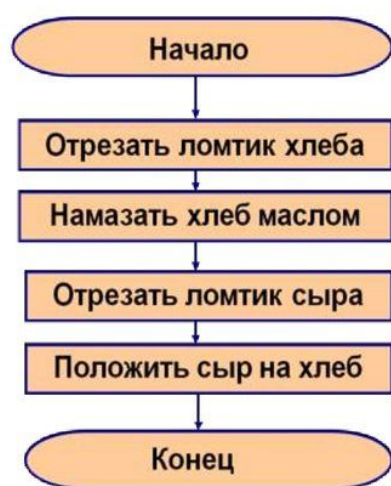 Начало
Отрезать ломтик хлеба
Намазать хлеб маслом
Отрезать ломтик сыра
Положить сыр на хлеб
Конец